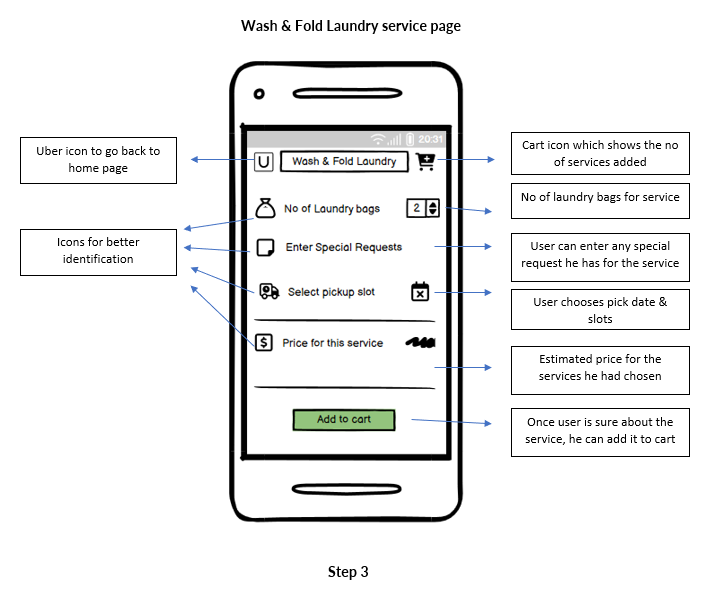 Wash & Fold Laundry service page
Uber icon to go back to
home page
Icons for better
identification
20:31
U
Wash & Fold Laundry
No of Laundry bags
2
Enter Special Requests
Select pickup slot
$
Price for this service
Add to cart
Cart icon which shows the no
of services added
No of laundry bags for service
User can enter any special
request he has for the service
User chooses pick date &
slots
Estimated price for the
services he had chosen
Once user is sure about the
service, he can add it to cart
Step 3